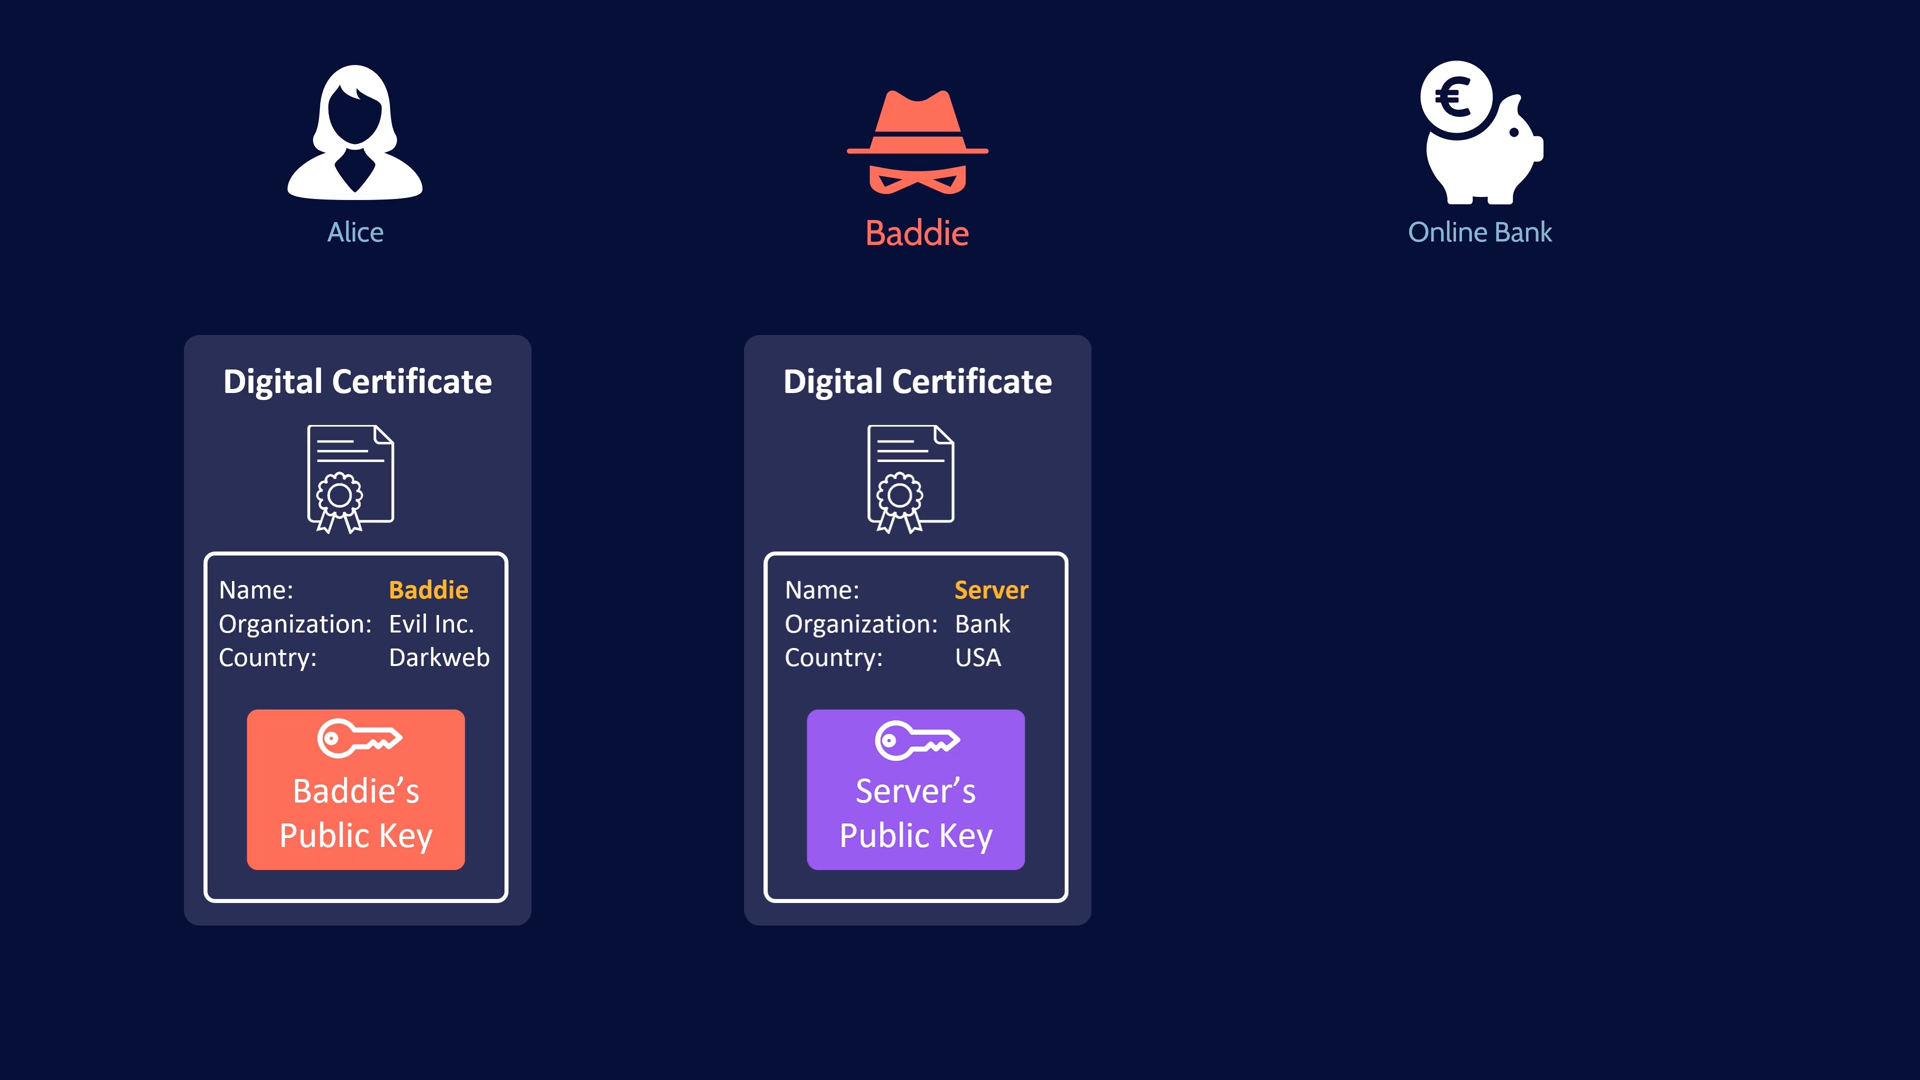 Alice
Baddie
Online Bank
Digital Certificate
Name: Baddie
Organization: Evil Inc.
Country: Darkweb
Baddie’s
Public Key
Digital Certificate
Name: Server
Organization: Bank
Country: USA
Server’s
Public Key